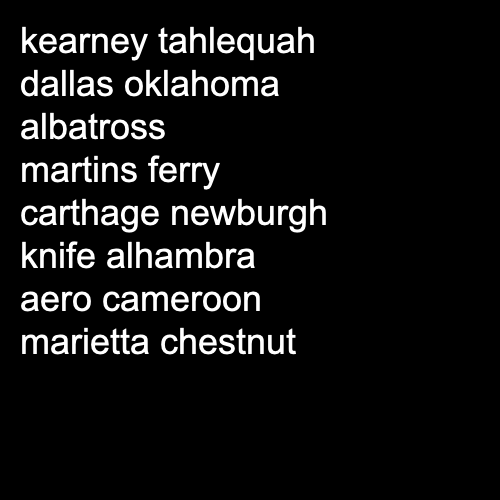 kearney tahlequah
dallas oklahoma
albatross
martins ferry
carthage newburgh
knife alhambra
aero cameroon
marietta chestnut